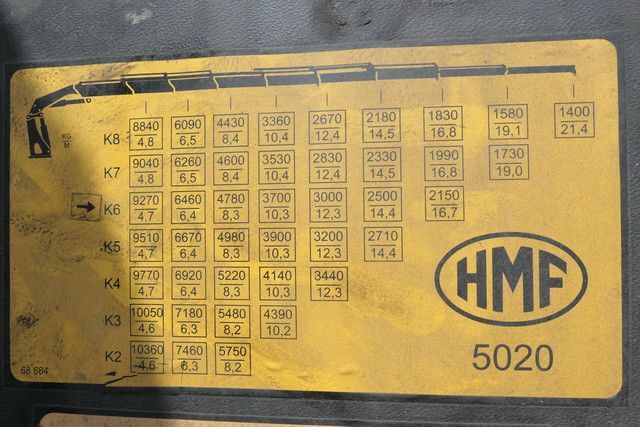 KG
M
K8 8840 6090 4430 3360 2670 2180 1830 1580 1400
4,8 6,5 8,4 10,4 12,4 14,5 16,8 19,1 21,4
K7 9040 6260 4600 3530 2830 2330 1990 1730
4,8 6,5 8,4 10,4 12,4 14,5 16,8 19,0
K6 9270 6460 4780 3700 3000 2500 2150
4,7 6,4 8,3 10,3 12,3 14,4 16,7
K5 9510 6670 4980 3900 3200 2710
4,7 6,4 8,3 10,3 12,3 14,4
K4 9770 6920 5220 4140 3440
4,7 6,4 8,3 10,3 12,3
K3 10050 7180 5480 4390
4,6 6,3 8,2 10,2
K2 10360 7460 5750
4,6 6,3 8,2
HMF
5020
68 684